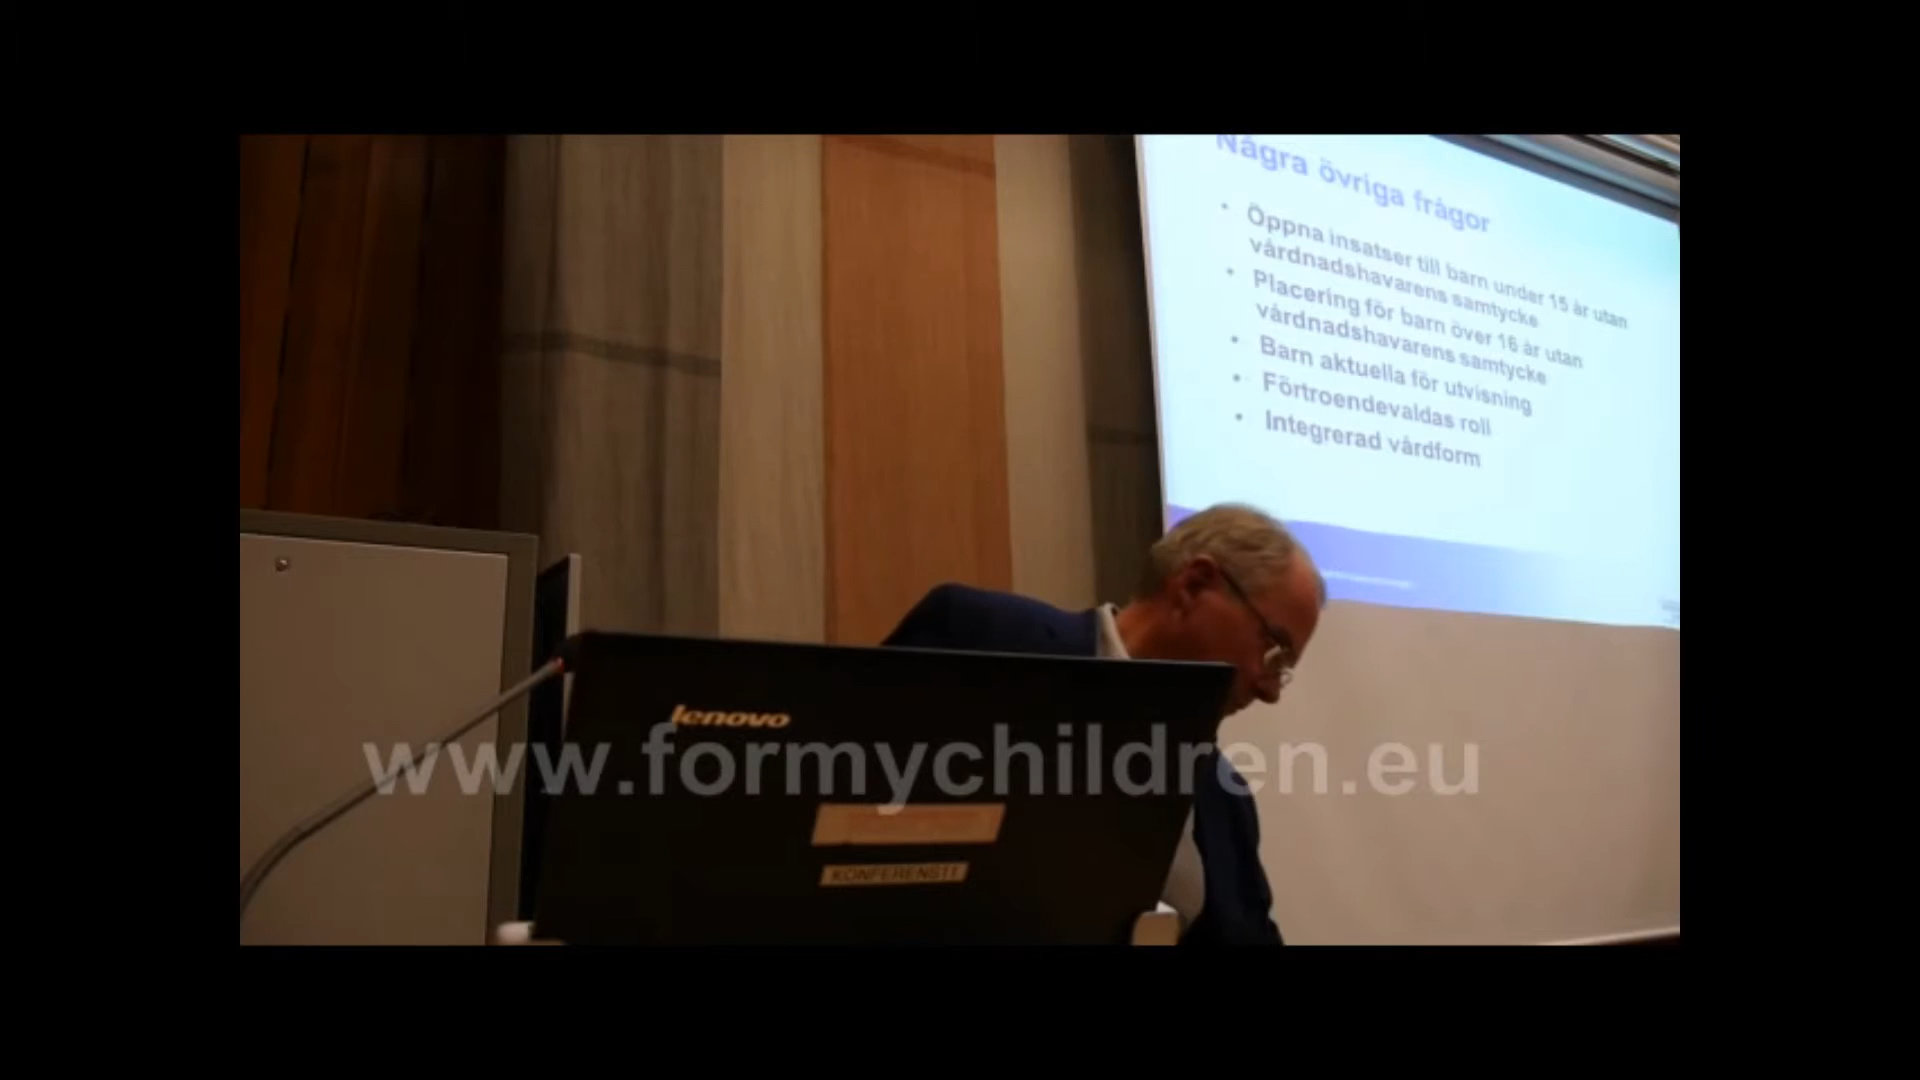 Några övriga frågor
• Öppna insatser till barn under 15 år utan
vårdnadshavarens samtycke
• Placering för barn över 16 år utan
vårdnadshavarens samtycke
• Barn aktuella för utvisning
• Förtroendevaldas roll
• Integrerad vårdform
lenovo
www.formychildren.eu
KONFERENS11